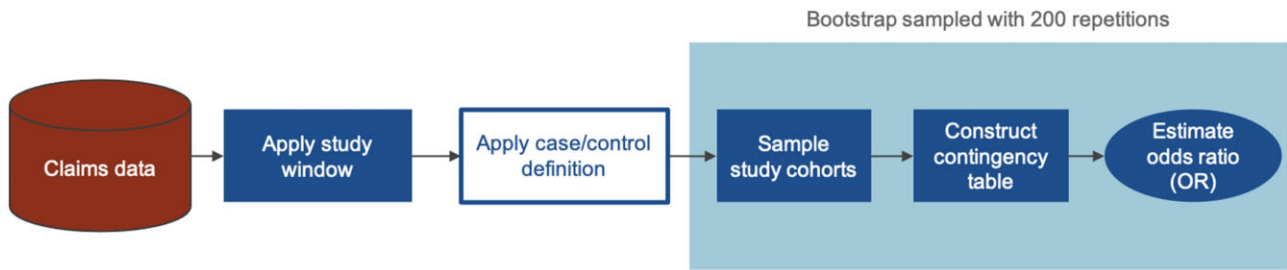 Bootstrap sampled with 200 repetitions
Claims data
Apply study
window
Apply case/control
definition
Sample
study cohorts
Construct
contingency
table
Estimate
odds ratio
(OR)